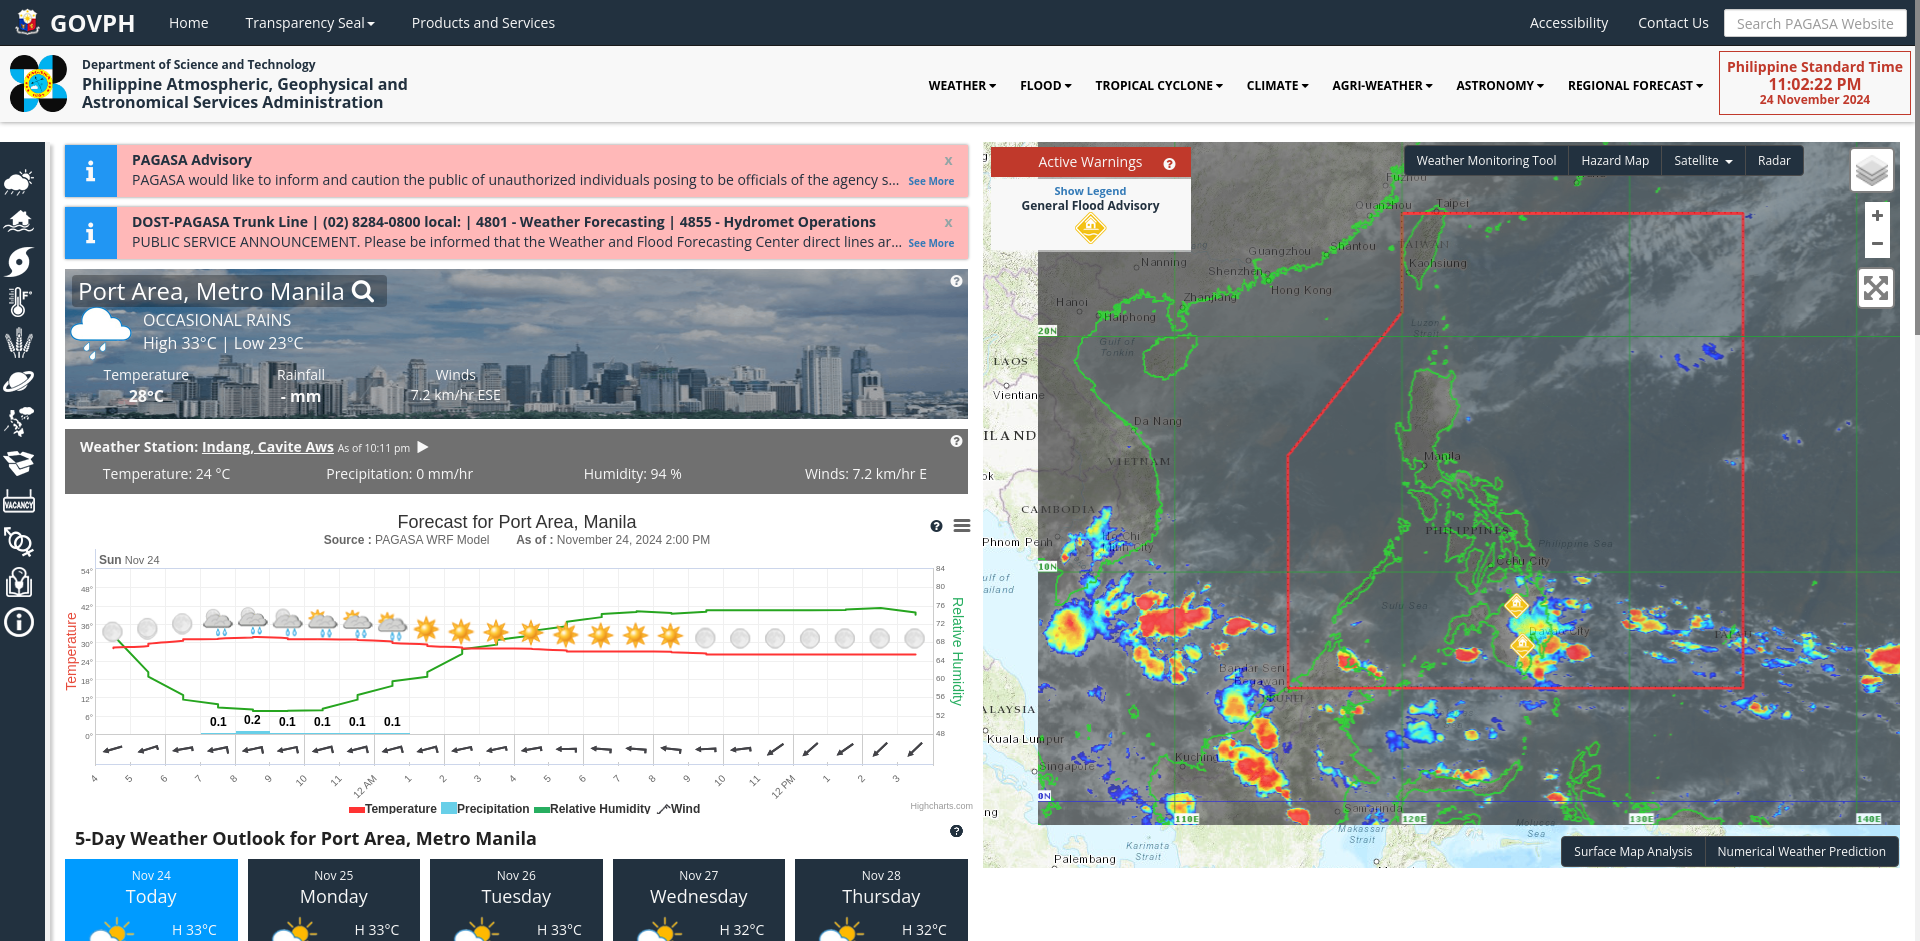 GOVPH
Home
Transparency Seal
Products and Services
Accessibility
Contact Us
Search PAGASA Website
Department of Science and Technology
Philippine Atmospheric, Geophysical and
Astronomical Services Administration
WEATHER
FLOOD
TROPICAL CYCLONE
CLIMATE
AGRI-WEATHER
ASTRONOMY
REGIONAL FORECAST
Philippine Standard Time
11:02:22 PM
24 November 2024
PAGASA Advisory
x
PAGASA would like to inform and caution the public of unauthorized individuals posing to be officials of the agency s...
See More
DOST-PAGASA Trunk Line | (02) 8284-0800 local: | 4801 - Weather Forecasting | 4855 - Hydromet Operations
x
PUBLIC SERVICE ANNOUNCEMENT. Please be informed that the Weather and Flood Forecasting Center direct lines ar...
See More
Port Area, Metro Manila
OCCASIONAL RAINS
High 33°C | Low 23°C
Temperature
Rainfall
Winds
28°C
- mm
7.2 km/hr ESE
Weather Station: Indang, Cavite Aws As of 10:11 pm
Temperature: 24 °C
Precipitation: 0 mm/hr
Humidity: 94 %
Winds: 7.2 km/hr E
VACANCY
Forecast for Port Area, Manila
Source : PAGASA WRF Model
As of : November 24, 2024 2:00 PM
Sun Nov 24
Temperature
54°
48°
42°
36°
30°
24°
18°
12°
6°
0°
84
80
76
72
68
64
60
56
52
48
Relative Humidity
0.1
0.2
0.1
0.1
0.1
0.1
4 5 6 7 8 9 10 11 12 AM 1 2 3 4 5 6 7 8 9 10 11 12 PM 1 2 3
Temperature
Precipitation
Relative Humidity
Wind
Highcharts.com
5-Day Weather Outlook for Port Area, Metro Manila
Nov 24
Today
H 33°C
Nov 25
Monday
H 33°C
Nov 26
Tuesday
H 33°C
Nov 27
Wednesday
H 32°C
Nov 28
Thursday
H 32°C
Active Warnings
Show Legend
General Flood Advisory
Weather Monitoring Tool
Hazard Map
Satellite
Radar
+
−
Fuzhou
Quanzhou
Taipei
Guangzhou
Shantou
TAIWAN
Nanning
Shenzhen
Kaohsiung
Hong Kong
Zhanjiang
Hanoi
Haiphong
20N
Luzon
Strait
Gulf of
Tonkin
LAOS
Vientiane
Da Nang
ILAND
VIETNAM
Manila
ok
CAMBODIA
PHILIPPINES
Phnom Penh
Ho Chi
Minh City
Philippine Sea
Cebu City
10N
ulf of
ailand
Sulu Sea
Davao City
PALAU
Bandar Seri
Begawan
BRUNEI
ALAYSIA
Kuala Lumpur
Kuching
Singapore
0N
Samarinda
ng
110E
120E
130E
140E
Makassar
Strait
Molucca
Sea
Karimata
Strait
Palembang
Surface Map Analysis
Numerical Weather Prediction